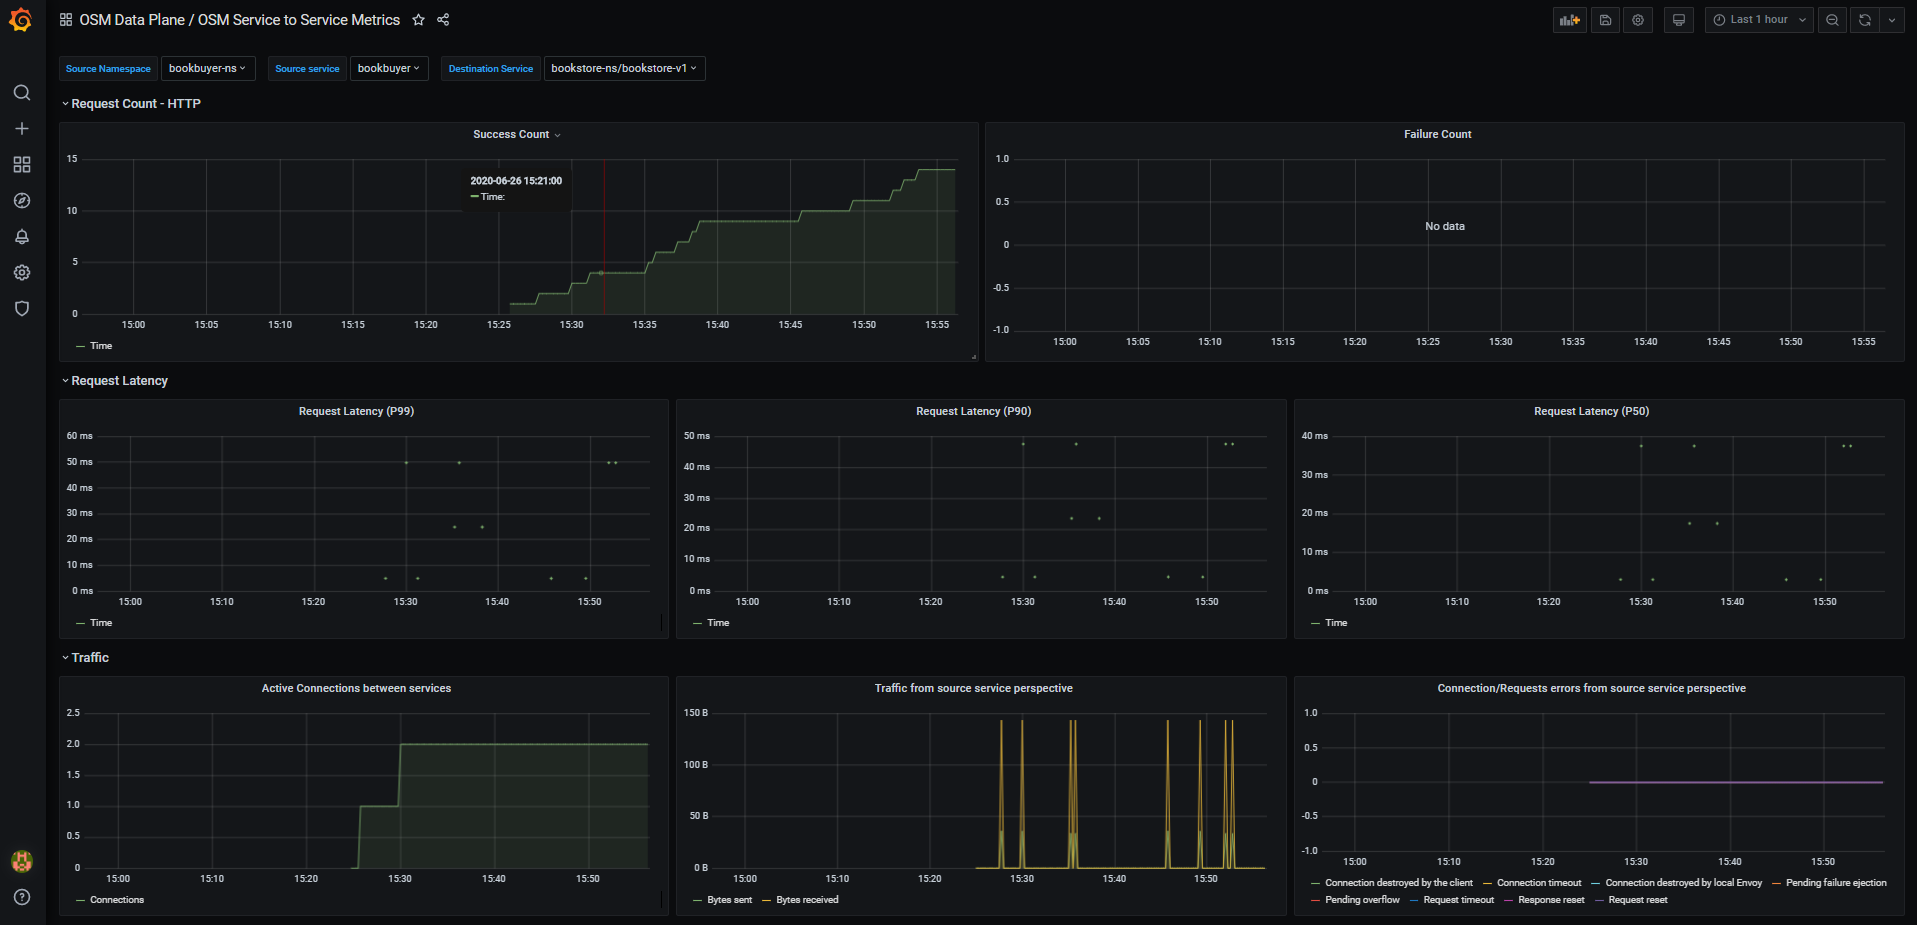 OSM Data Plane / OSM Service to Service Metrics
Last 1 hour
Source Namespace bookbuyer-ns Source service bookbuyer Destination Service bookstore-ns/bookstore-v1
Request Count - HTTP
Success Count
15
10
5
0
2020-06-26 15:21:00
Time:
15:00 15:05 15:10 15:15 15:20 15:25 15:30 15:35 15:40 15:45 15:50 15:55
Time
Failure Count
1.0
0.5
0
-0.5
-1.0
No data
15:00 15:05 15:10 15:15 15:20 15:25 15:30 15:35 15:40 15:45 15:50 15:55
Request Latency
Request Latency (P99)
60 ms
50 ms
40 ms
30 ms
20 ms
10 ms
0 ms
15:00 15:10 15:20 15:30 15:40 15:50
Time
Request Latency (P90)
50 ms
40 ms
30 ms
20 ms
10 ms
0 ms
15:00 15:10 15:20 15:30 15:40 15:50
Time
Request Latency (P50)
40 ms
30 ms
20 ms
10 ms
0 ms
15:00 15:10 15:20 15:30 15:40 15:50
Time
Traffic
Active Connections between services
2.5
2.0
1.5
1.0
0.5
0
15:00 15:10 15:20 15:30 15:40 15:50
Connections
Traffic from source service perspective
150 B
100 B
50 B
0 B
15:00 15:10 15:20 15:30 15:40 15:50
Bytes sent Bytes received
Connection/Requests errors from source service perspective
1.0
0.5
0
-0.5
-1.0
15:00 15:10 15:20 15:30 15:40 15:50
Connection destroyed by the client Connection timeout Connection destroyed by local Envoy Pending failure ejection
Pending overflow Request timeout Response reset Request reset